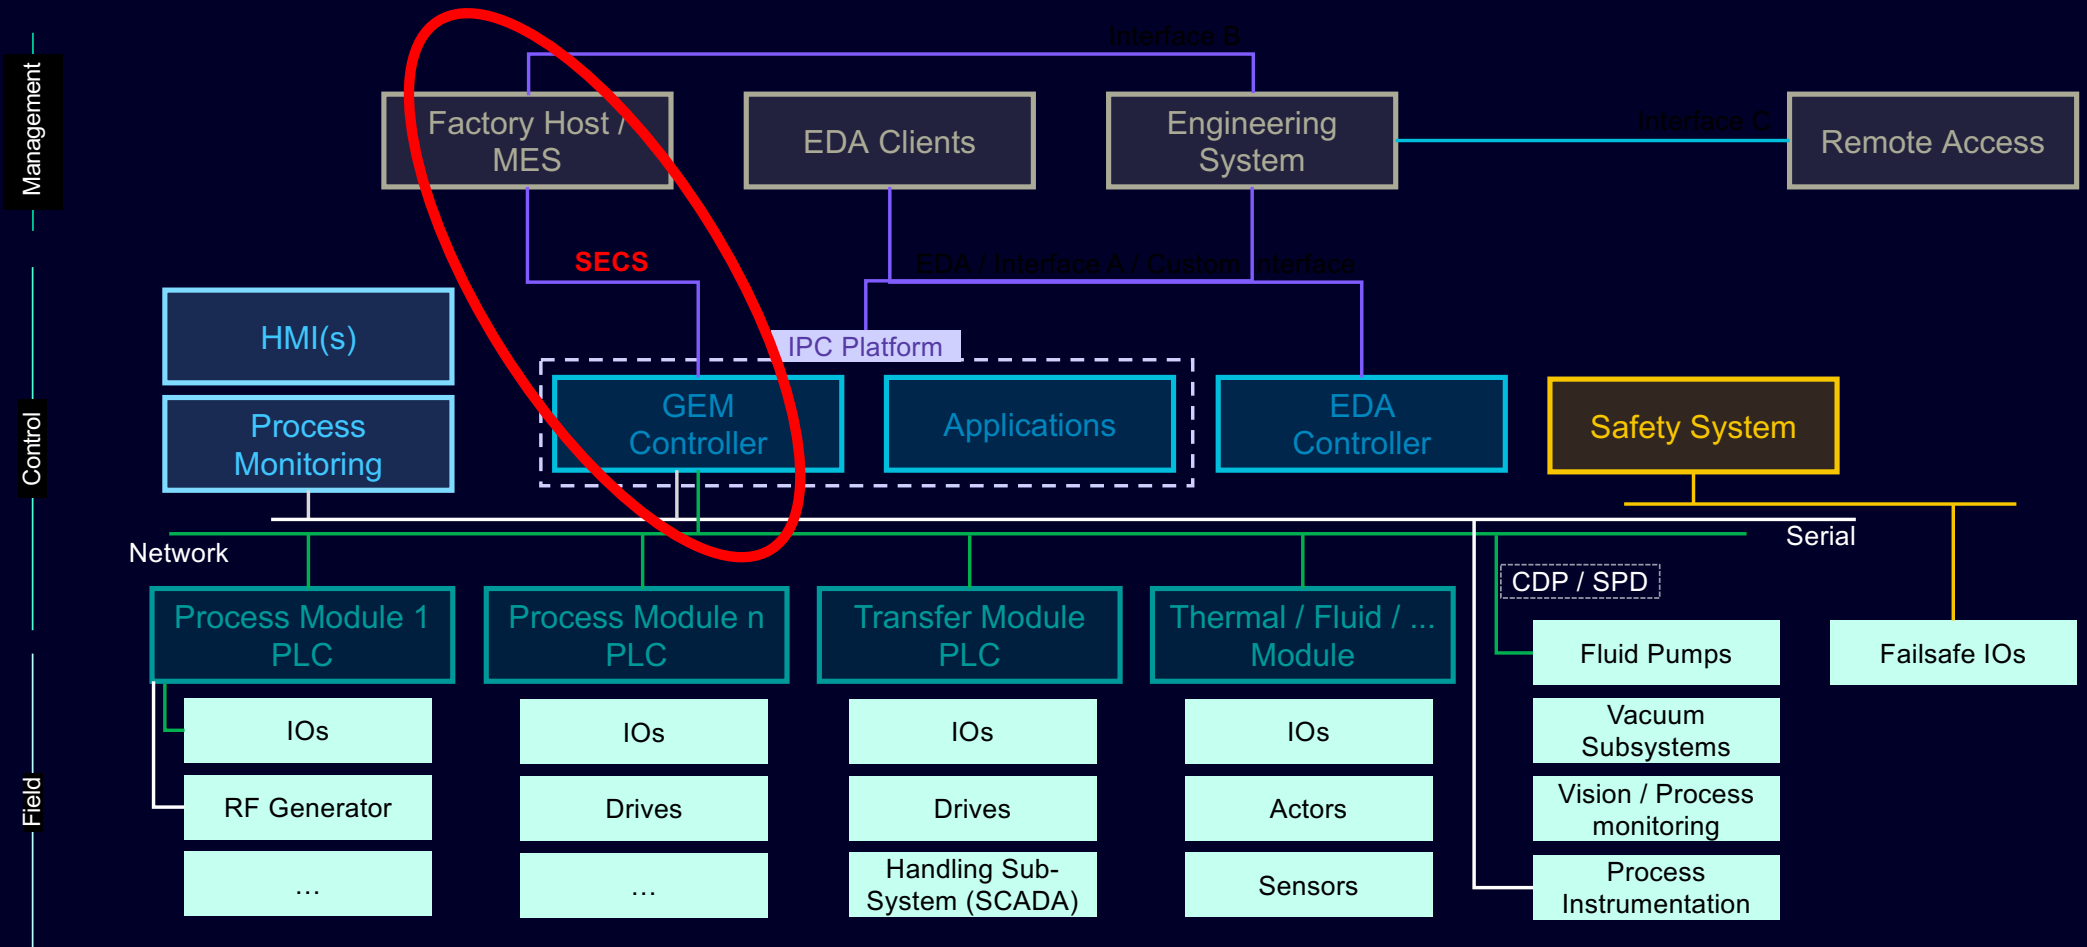 Interface B
Management
Factory Host /
MES
EDA Clients
Engineering
System
Interface C
Remote Access
SECS
EDA / Interface A / Custom Interface
Control
HMI(s)
Process
Monitoring
IPC Platform
GEM
Controller
Applications
EDA
Controller
Safety System
Network
Serial
CDP / SPD
Field
Process Module 1
PLC
Process Module n
PLC
Transfer Module
PLC
Thermal / Fluid / ...
Module
Fluid Pumps
Failsafe IOs
IOs
IOs
IOs
IOs
Vacuum
Subsystems
RF Generator
Drives
Drives
Actors
Vision / Process
monitoring
...
...
Handling Sub-
System (SCADA)
Sensors
Process
Instrumentation